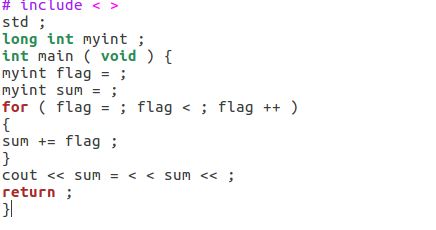 # include < >
std ;
long int myint ;
int main ( void ) {
myint flag = ;
myint sum = ;
for ( flag = ; flag < ; flag ++ )
{
sum += flag ;
}
cout << sum = < < sum << ;
return ;
}